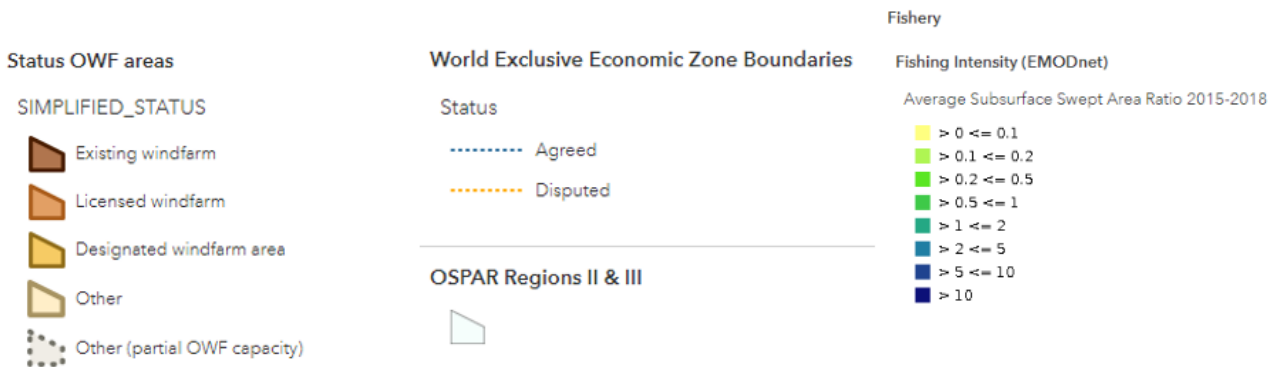 Status OWF areas
SIMPLIFIED_STATUS
Existing windfarm
Licensed windfarm
Designated windfarm area
Other
Other (partial OWF capacity)
World Exclusive Economic Zone Boundaries
Status
Agreed
Disputed
OSPAR Regions II & III
Fishery
Fishing Intensity (EMODnet)
Average Subsurface Swept Area Ratio 2015-2018
> 0 <= 0.1
> 0.1 <= 0.2
> 0.2 <= 0.5
> 0.5 <= 1
> 1 <= 2
> 2 <= 5
> 5 <= 10
> 10